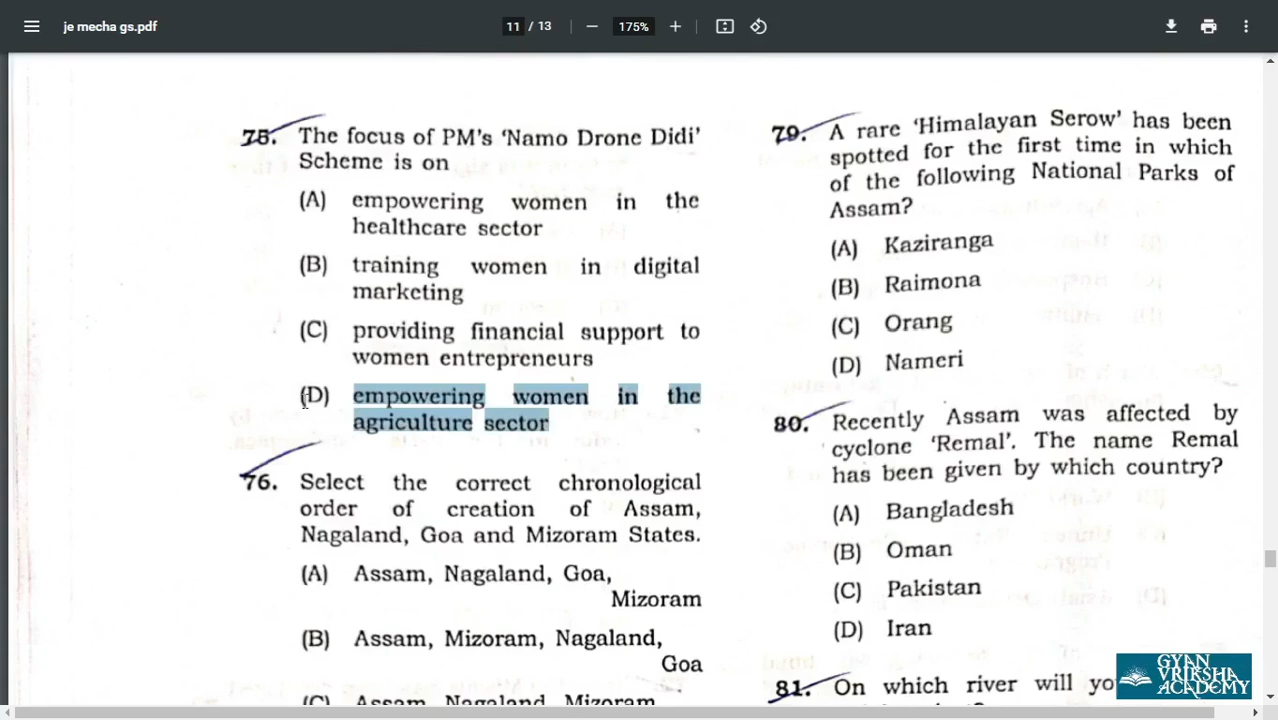 je mecha gs.pdf
11 / 13
175%
75. The focus of PM's 'Namo Drone Didi'
Scheme is on
(A) empowering women in the
healthcare sector
(B) training women in digital
marketing
(C) providing financial support to
women entrepreneurs
(D) empowering women in the
agriculture sector
76. Select the correct chronological
order of creation of Assam,
Nagaland, Goa and Mizoram States.
(A) Assam, Nagaland, Goa,
Mizoram
(B) Assam, Mizoram, Nagaland,
Goa
(C) Assam, Nagaland, Mizoram
79. A rare 'Himalayan Serow' has been
spotted for the first time in which
of the following National Parks of
Assam?
(A) Kaziranga
(B) Raimona
(C) Orang
(D) Nameri
80. Recently Assam was affected by
cyclone 'Remal'. The name Remal
has been given by which country?
(A) Bangladesh
(B) Oman
(C) Pakistan
(D) Iran
81. On which river will yo
GYAN
VRIKSHA
ACADEMY